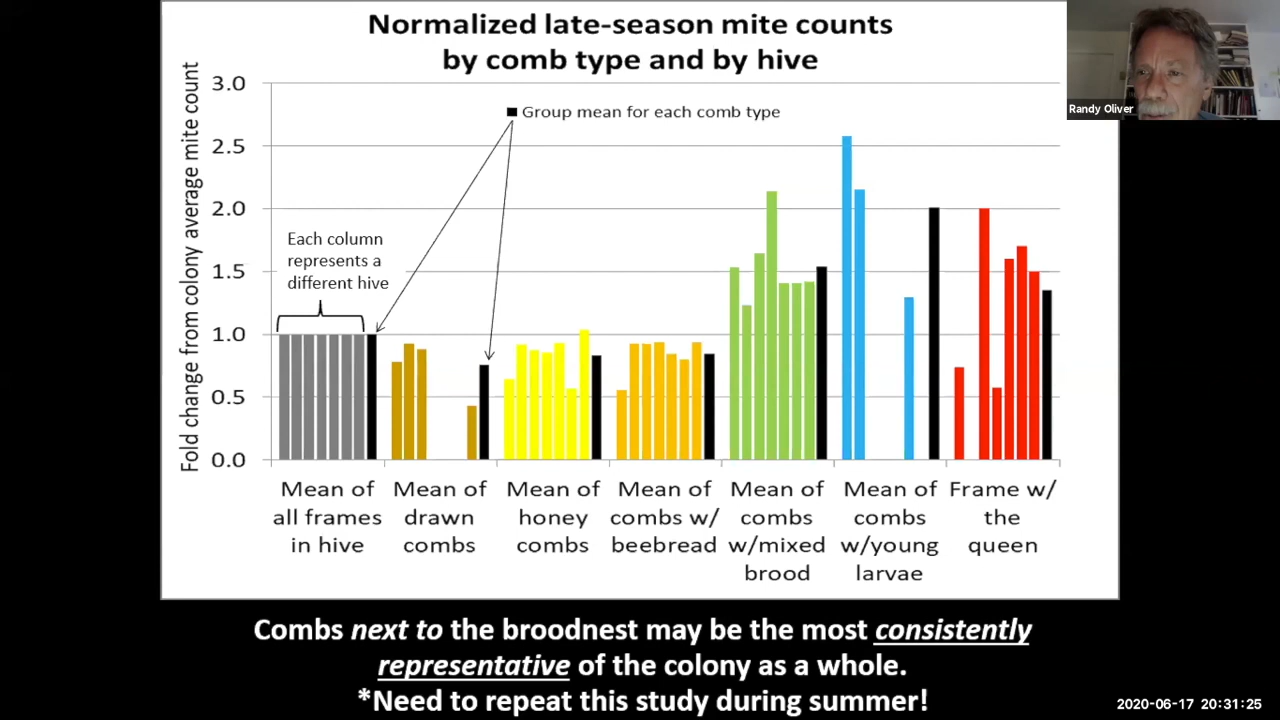 Normalized late-season mite counts
by comb type and by hive
Randy Oliver
Fold change from colony average mite count
3.0
2.5
2.0
1.5
1.0
0.5
0.0
Group mean for each comb type
Each column
represents a
different hive
Mean of
all frames
in hive
Mean of
drawn
combs
Mean of
honey
combs
Mean of
combs w/
beebread
Mean of
combs
w/mixed
brood
Mean of
combs
w/young
larvae
Frame w/
the
queen
Combs next to the broodnest may be the most consistently
representative of the colony as a whole.
*Need to repeat this study during summer!
2020-06-17 20:31:25